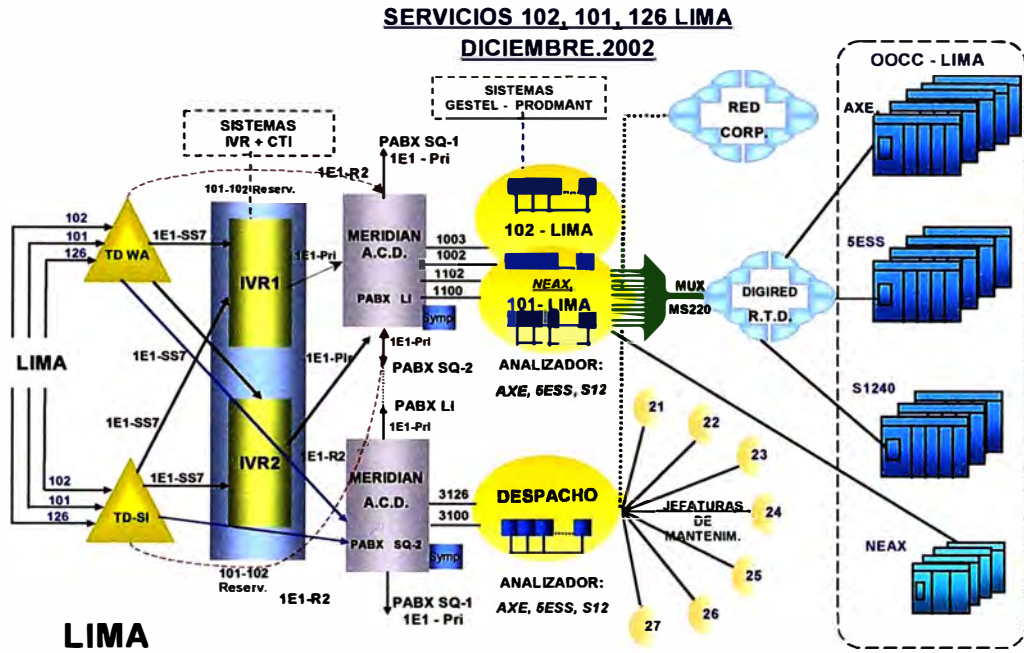 SERVICIOS 102, 101, 126 LIMA
DICIEMBRE.2002
SISTEMAS
GESTEL - PRODMANT
OOCC - LIMA
SISTEMAS
IVR + CTI
PABX SQ-1
1E1 - Pri
RED
CORP.
AXE
1E1-R2
101-102 Reserv.
102
101
126
TD WA
1E1-SS7
IVR1
1E1-Pri
MERIDIAN
A.C.D.
PABX LI
Symp
1003
1002
1102
1100
102 - LIMA
NEAX,
101- LIMA
MUX
MS220
DIGIRED
R.T.D.
5ESS
LIMA
1E1-SS7
1E1-SS7
1E1-Pir
1E1-Pri
PABX SQ-2
PABX LI
1E1-Pri
ANALIZADOR:
AXE, 5ESS, S12
S1240
102
101
126
TD-SI
1E1-SS7
IVR2
1E1-R2
MERIDIAN
A.C.D.
PABX SQ-2
Symp
3126
3100
DESPACHO
21
22
23
24
25
26
27
JEFATURAS
DE
MANTENIM.
NEAX
101-102
Reserv.
1E1-R2
PABX SQ-1
1E1 - Pri
ANALIZADOR:
AXE, 5ESS, S12
LIMA